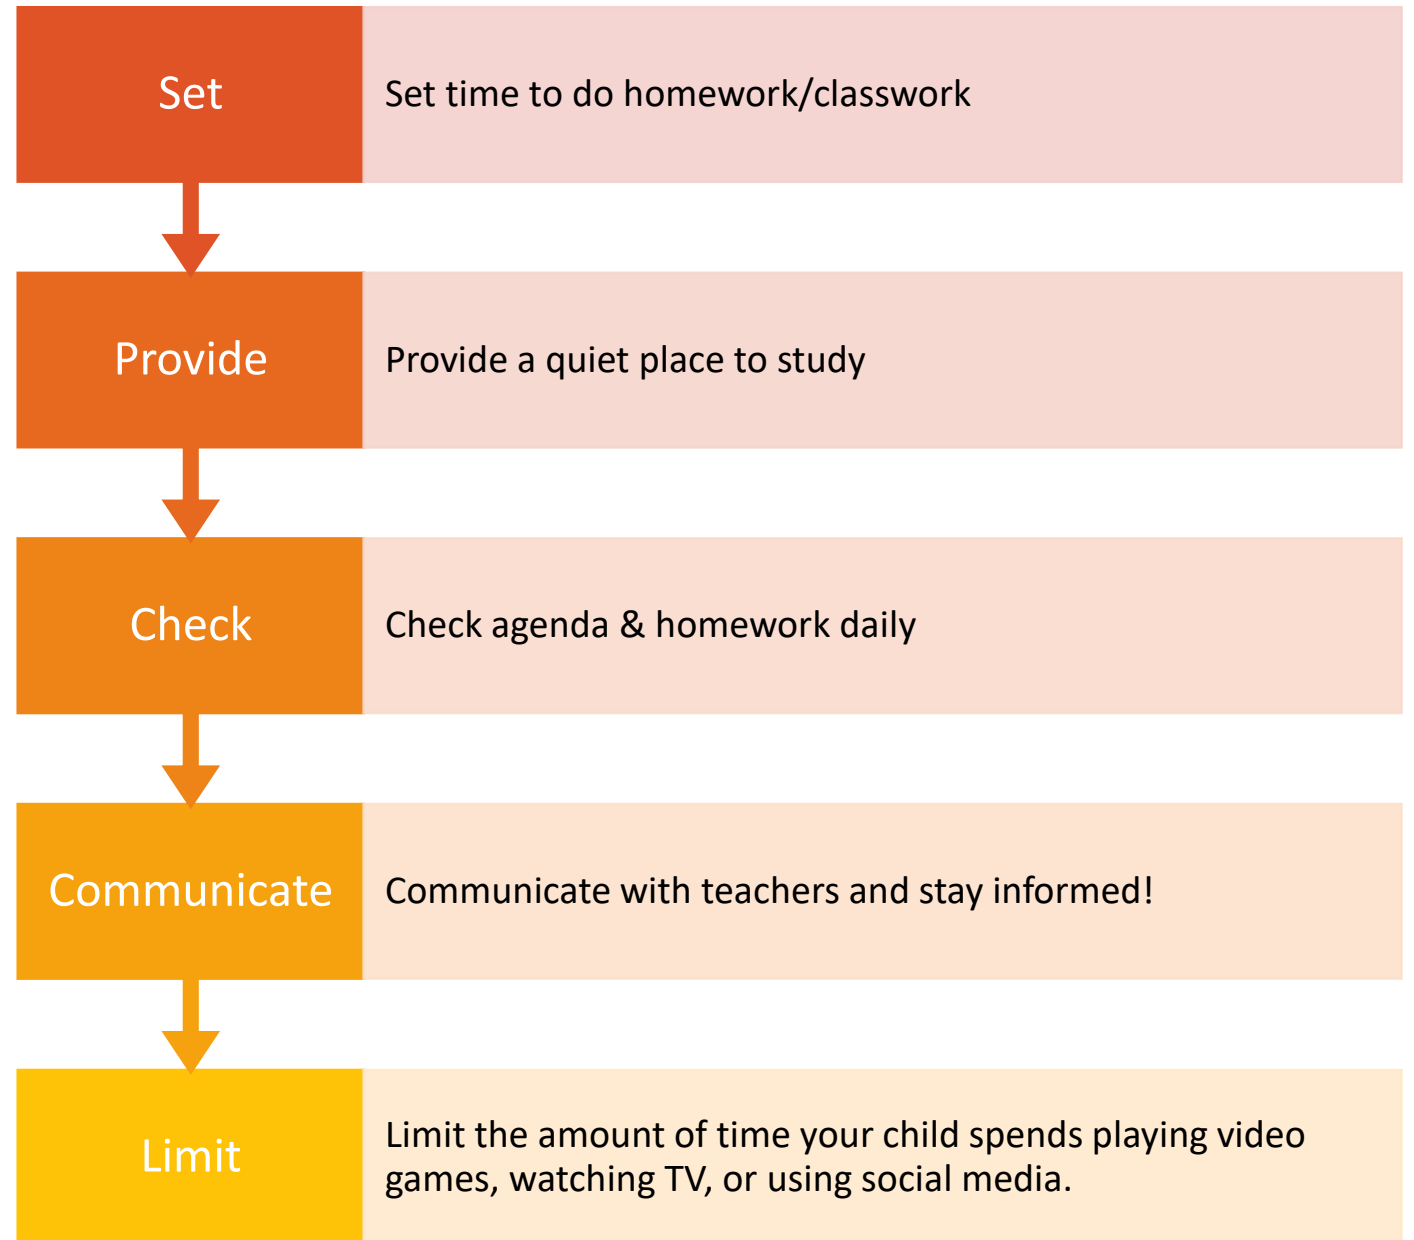 Set
Set time to do homework/classwork
Provide
Provide a quiet place to study
Check
Check agenda & homework daily
Communicate
Communicate with teachers and stay informed!
Limit
Limit the amount of time your child spends playing video
games, watching TV, or using social media.